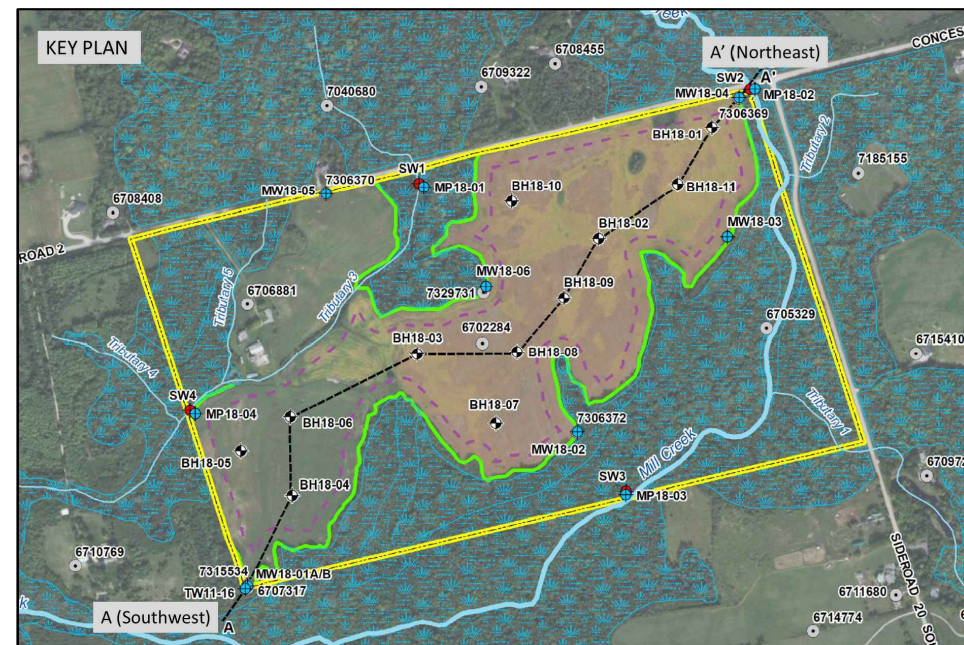 KEY PLAN
eek
A' (Northeast)
CONCES
6708455
6709322
7040680
SW2
A'
MW18-04
MP18-02
7306369
BH18-01
Tributary 2
7185155
SW1
MP18-01
7306370
MW18-05
BH18-10
BH18-11
6708408
BH18-02
MW18-03
ROAD 2
MW18-06
7329731
BH18-09
Tributary 5
Tributary 3
6706881
6702284
6705329
BH18-03
BH18-08
6715410
Tributary 4
SW4
MP18-04
BH18-06
BH18-07
7306372
MW18-02
Tributary 1
Mill Creek
BH18-05
BH18-04
SW3
MP18-03
670972
6710769
7315534
MW18-01A/B
TW11-16
6707317
SIDEROAD 20 SOU
6711680
6714774
6
A (Southwest)
A
k